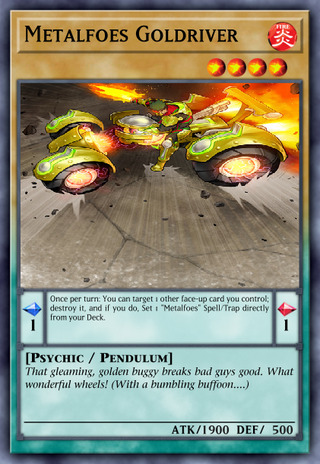 METALFOES GOLDRIVER
FIRE
炎
Once per turn: You can target 1 other face-up card you control;
destroy it, and if you do, Set 1 "Metalfoes" Spell/Trap directly
from your Deck.
1
1
[PSYCHIC / PENDULUM]
That gleaming, golden buggy breaks bad guys good. What
wonderful wheels! (With a bumbling buffoon....)
ATK/1900 DEF/ 500